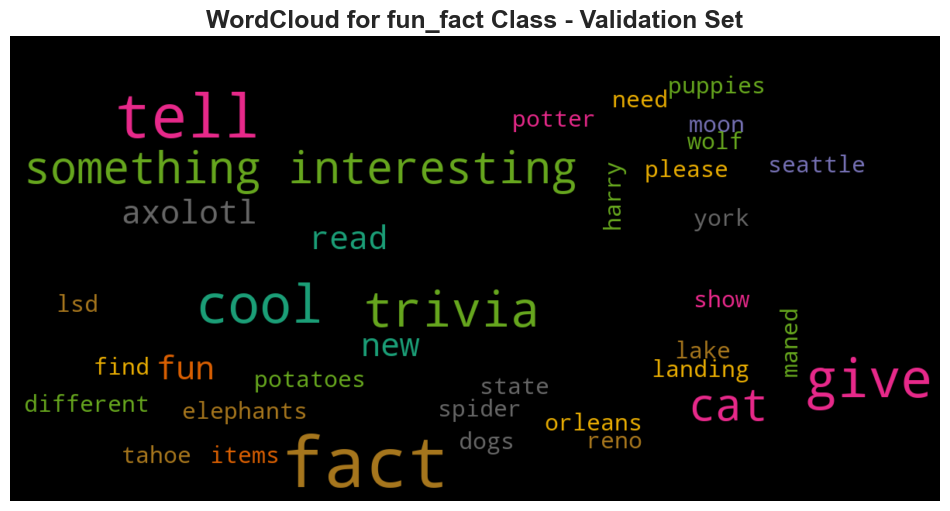 WordCloud for fun_fact Class - Validation Set
puppies
need
tell
potter
moon
wolf
something interesting
please
seattle
harry
axolotl
york
read
cool
trivia
lsd
show
new
maned
lake
find
fun
landing
potatoes
give
state
different
cat
elephants
spider
orleans
dogs
reno
tahoe
items
fact